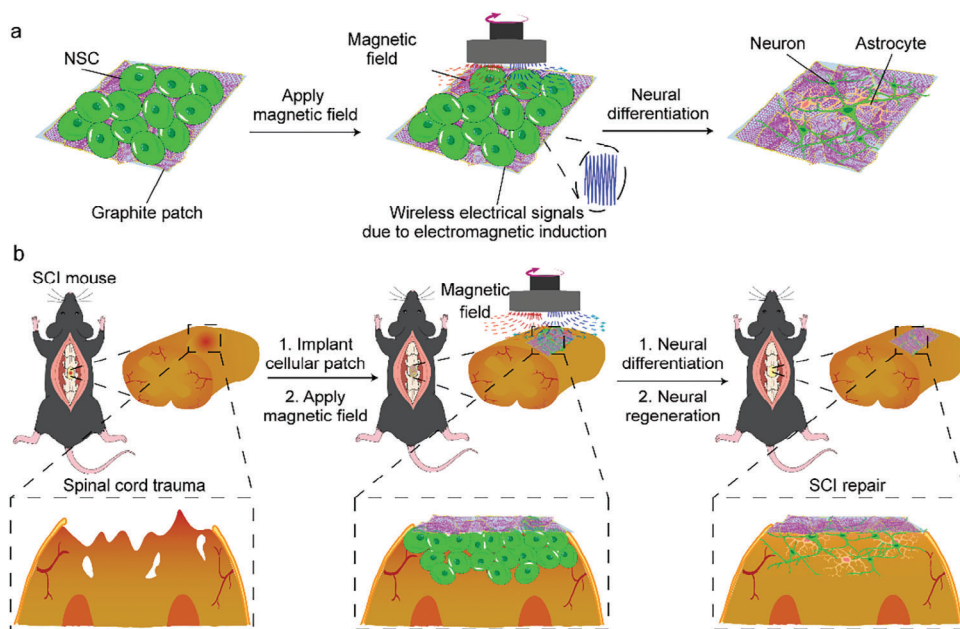 a
NSC
Graphite patch
Apply
magnetic field
Magnetic
field
Wireless electrical signals
due to electromagnetic induction
Neural
differentiation
Neuron
Astrocyte
b
SCI mouse
1. Implant
cellular patch
2. Apply
magnetic field
Magnetic
field
1. Neural
differentiation
2. Neural
regeneration
Spinal cord trauma
SCI repair